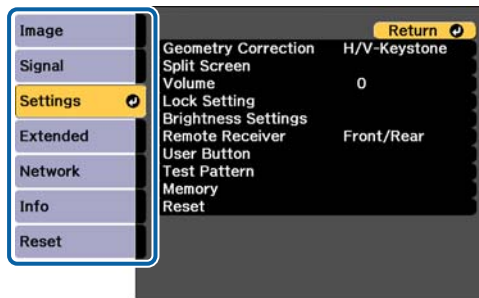 Image
Signal
Settings
Extended
Network
Info
Reset
Return
Geometry Correction H/V-Keystone
Split Screen
Volume 0
Lock Setting
Brightness Settings
Remote Receiver Front/Rear
User Button
Test Pattern
Memory
Reset